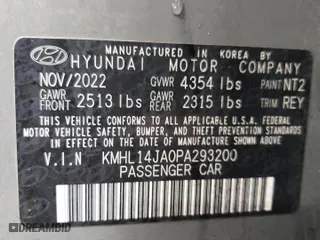 MANUFACTURED IN KOREA BY
HYUNDAI MOTOR COMPANY
NOV/2022 GVWR 4354 lbs PAINT NT2
GAWR FRONT 2513 lbs GAWR REAR 2315 lbs TRIM REY
THIS VEHICLE CONFORMS TO ALL APPLICABLE U.S.A. FEDERAL
MOTOR VEHICLE SAFETY, BUMPER, AND THEFT PREVENTION
STANDARDS IN EFFECT ON THE DATE OF MANUFACTURE SHOWN ABOVE.
V.I.N KMHL14JA0PA293200
PASSENGER CAR